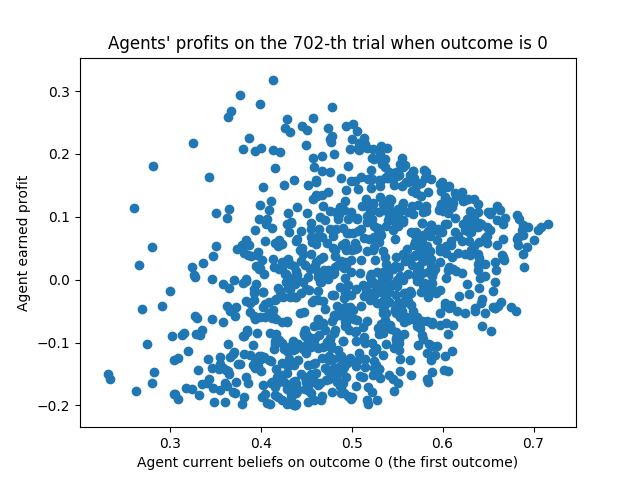 Agents' profits on the 702-th trial when outcome is 0
Agent earned profit
0.3
0.2
0.1
0.0
−0.1
−0.2
0.3 0.4 0.5 0.6 0.7
Agent current beliefs on outcome 0 (the first outcome)